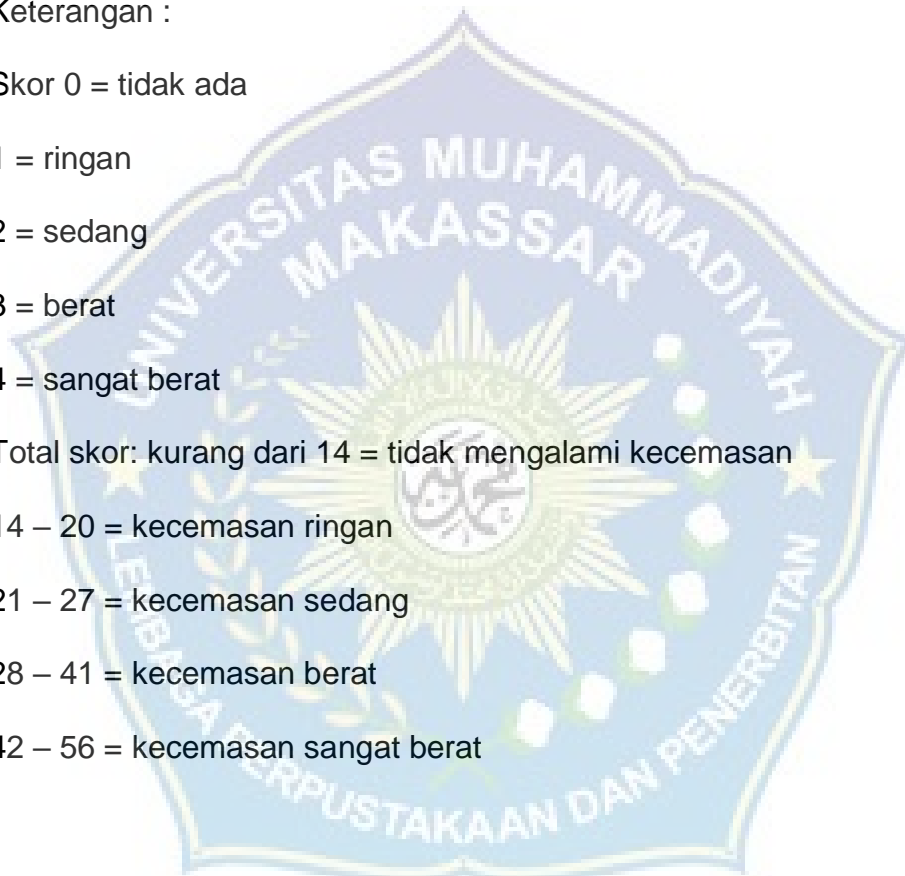 Keterangan :
Skor 0 = tidak ada
1 = ringan
2 = sedang
3 = berat
4 = sangat berat
Total skor: kurang dari 14 = tidak mengalami kecemasan
14 – 20 = kecemasan ringan
21 – 27 = kecemasan sedang
28 – 41 = kecemasan berat
42 – 56 = kecemasan sangat berat
UNIVERSITAS MUHAMMADIYAH
MAKASSAR
LEMBAGA PERPUSTAKAAN DAN PENERBITAN